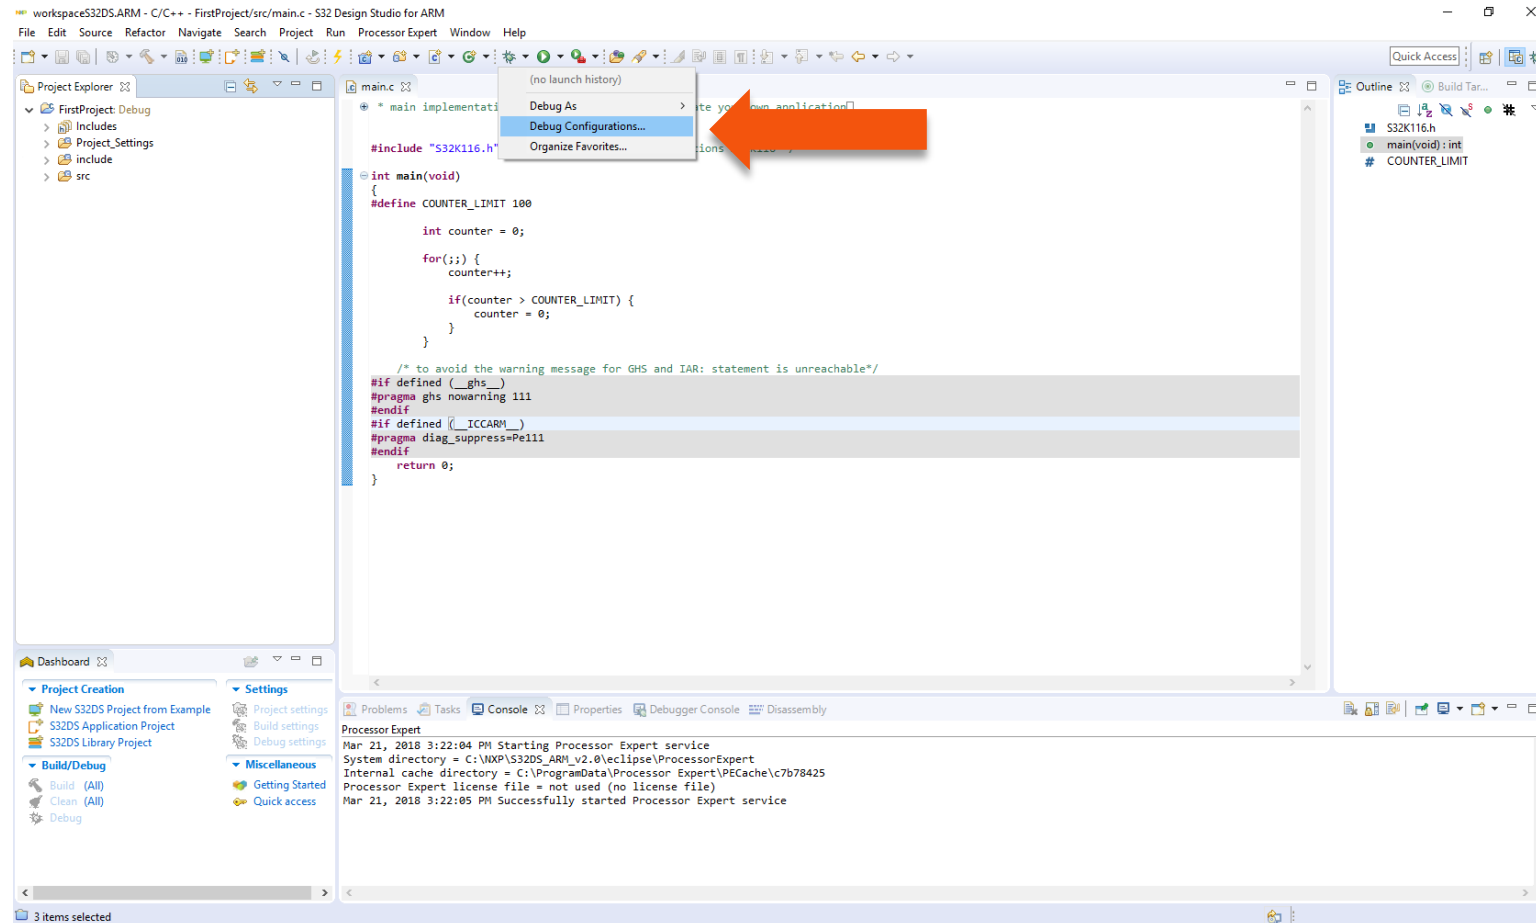 workspaceS32DS.ARM - C/C++ - FirstProject/src/main.c - S32 Design Studio for ARM
File Edit Source Refactor Navigate Search Project Run Processor Expert Window Help
Quick Access
Project Explorer
FirstProject: Debug
Includes
Project_Settings
include
src
main.c
(no launch history)
Debug As
Debug Configurations...
Organize Favorites...
* main implementati
own application
#include "S32K116.h"
int main(void)
{
#define COUNTER_LIMIT 100
int counter = 0;
for(;;) {
counter++;
if(counter > COUNTER_LIMIT) {
counter = 0;
}
}
/* to avoid the warning message for GHS and IAR: statement is unreachable*/
#if defined (__ghs__)
#pragma ghs nowarning 111
#endif
#if defined (__ICCARM__)
#pragma diag_suppress=Pe111
#endif
return 0;
}
Outline Build Tar...
S32K116.h
main(void) : int
COUNTER_LIMIT
Dashboard
Project Creation
New S32DS Project from Example
S32DS Application Project
S32DS Library Project
Build/Debug
Build (All)
Clean (All)
Debug
Settings
Project settings
Build settings
Debug settings
Miscellaneous
Getting Started
Quick access
Problems Tasks Console Properties Debugger Console Disassembly
Processor Expert
Mar 21, 2018 3:22:04 PM Starting Processor Expert service
System directory = C:\NXP\S32DS_ARM_v2.0\eclipse\ProcessorExpert
Internal cache directory = C:\ProgramData\Processor Expert\PECache\c7b78425
Processor Expert license file = not used (no license file)
Mar 21, 2018 3:22:05 PM Successfully started Processor Expert service
3 items selected